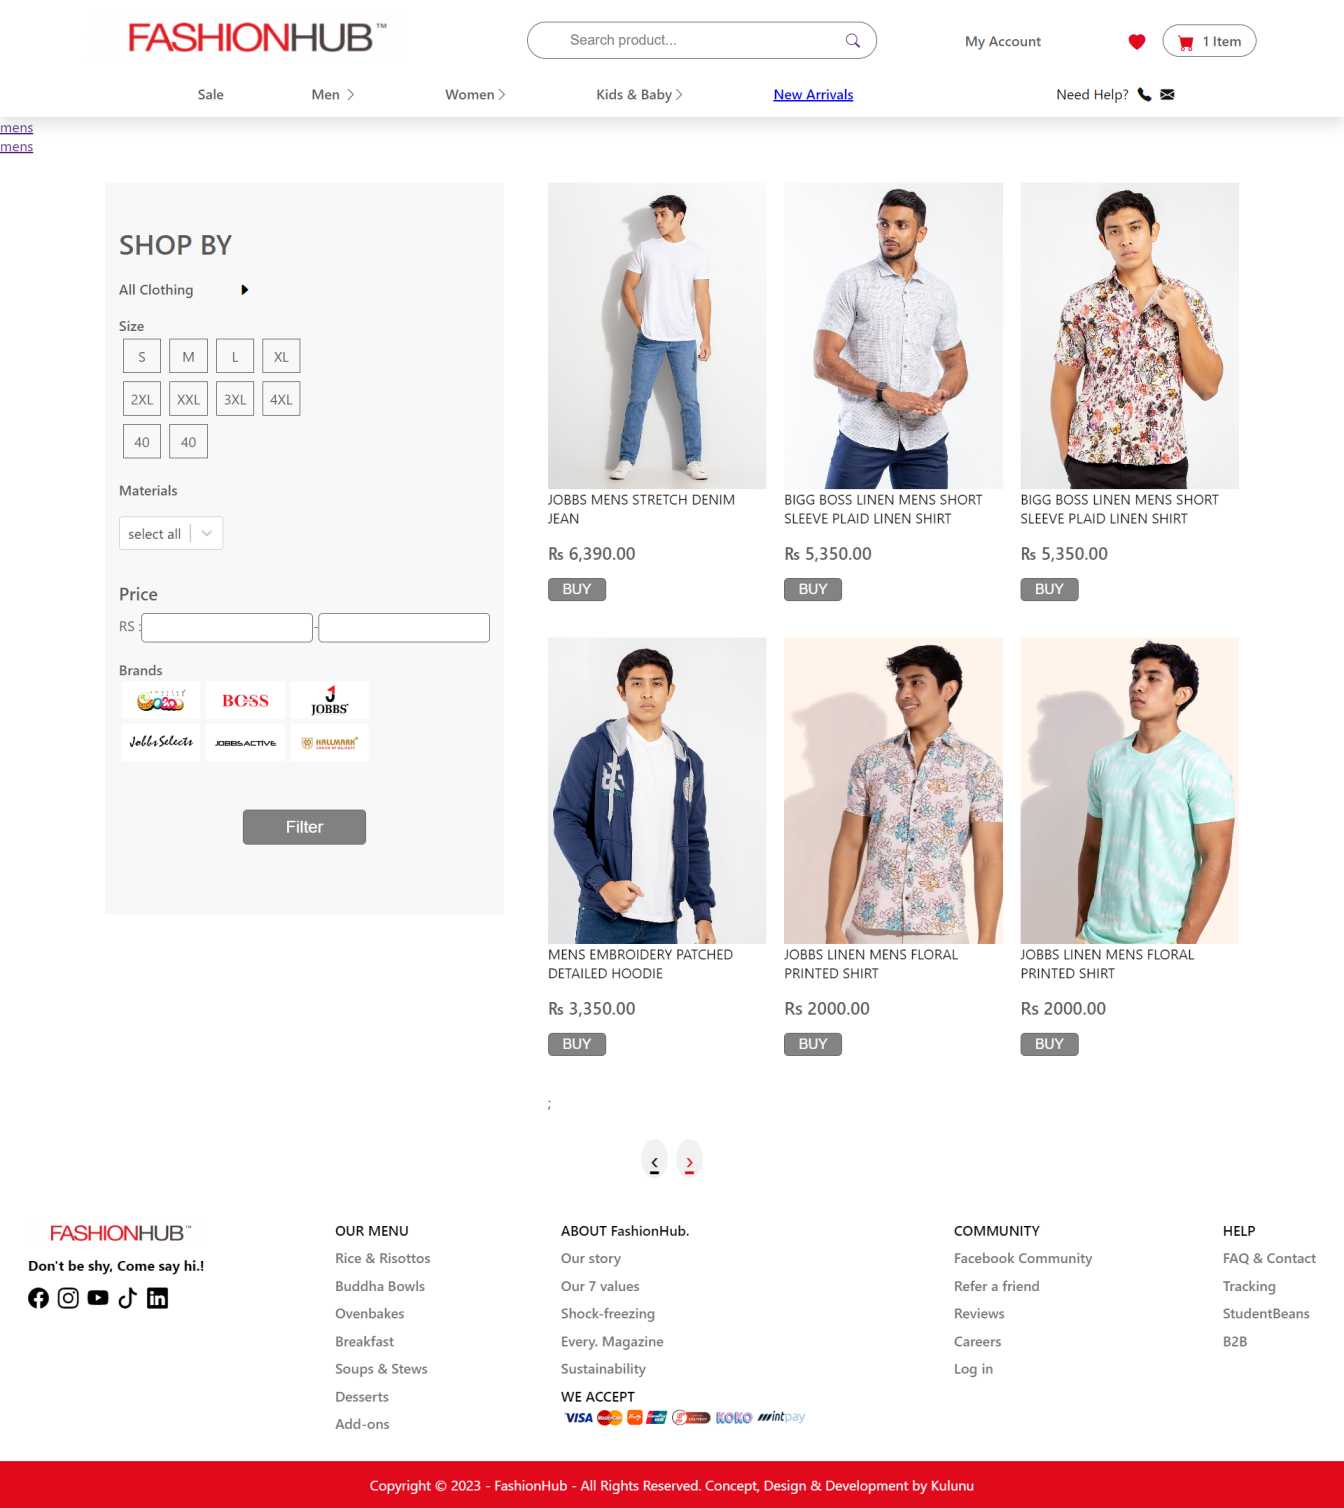 FASHIONHUB™
Search product...
My Account
1 Item
Sale
Men
Women
Kids & Baby
New Arrivals
Need Help?
mens
mens
SHOP BY
All Clothing
Size
S M L XL
2XL XXL 3XL 4XL
40 40
Materials
select all
Price
RS : -
Brands
BOSS
JOBBS
Jobbs Selects
JOBBSACTIVE
HALLMARK
Filter
JOBBS MENS STRETCH DENIM
JEAN
₨ 6,390.00
BUY
BIGG BOSS LINEN MENS SHORT
SLEEVE PLAID LINEN SHIRT
₨ 5,350.00
BUY
BIGG BOSS LINEN MENS SHORT
SLEEVE PLAID LINEN SHIRT
₨ 5,350.00
BUY
MENS EMBROIDERY PATCHED
DETAILED HOODIE
₨ 3,350.00
BUY
JOBBS LINEN MENS FLORAL
PRINTED SHIRT
Rs 2000.00
BUY
JOBBS LINEN MENS FLORAL
PRINTED SHIRT
Rs 2000.00
BUY
;
‹ ›
FASHIONHUB™
Don't be shy, Come say hi.!
OUR MENU
Rice & Risottos
Buddha Bowls
Ovenbakes
Breakfast
Soups & Stews
Desserts
Add-ons
ABOUT FashionHub.
Our story
Our 7 values
Shock-freezing
Every. Magazine
Sustainability
WE ACCEPT
VISA
KOKO
mintpay
COMMUNITY
Facebook Community
Refer a friend
Reviews
Careers
Log in
HELP
FAQ & Contact
Tracking
StudentBeans
B2B
Copyright © 2023 - FashionHub - All Rights Reserved. Concept, Design & Development by Kulunu